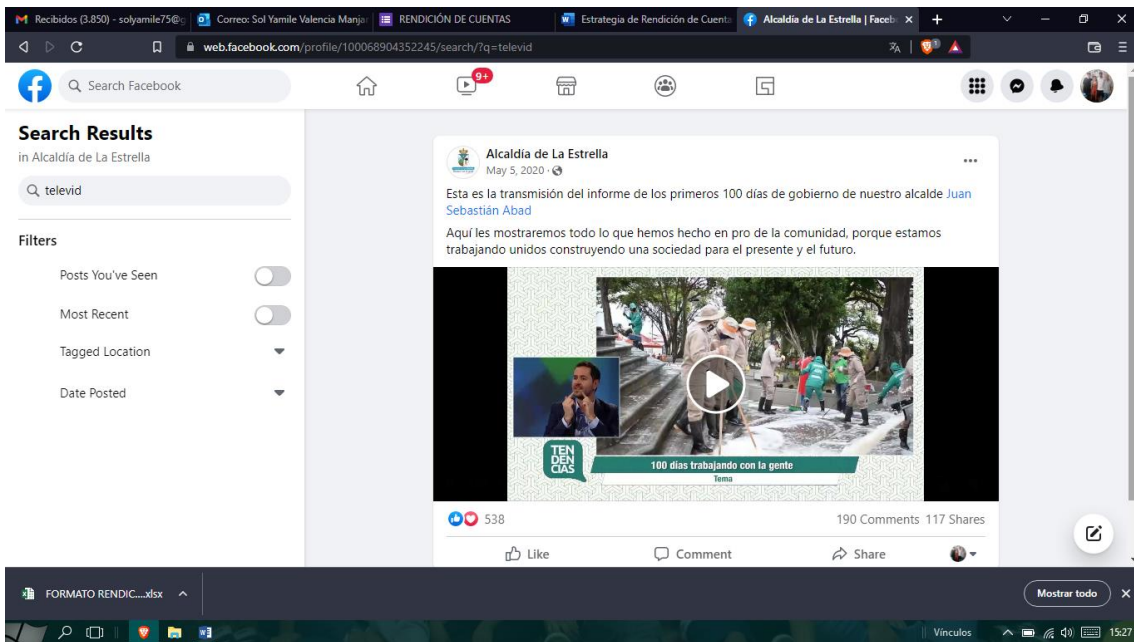 Recibidos (3.850) - solyamile75@g
Correo: Sol Yamile Valencia Manja
RENDICIÓN DE CUENTAS
Estrategia de Rendición de Cuenta
Alcaldía de La Estrella | Faceb
web.facebook.com/profile/100068904352245/search/?q=televid
Search Facebook
9+
Search Results
in Alcaldía de La Estrella
televid
Filters
Posts You've Seen
Most Recent
Tagged Location
Date Posted
Alcaldía de La Estrella
May 5, 2020
Esta es la transmisión del informe de los primeros 100 días de gobierno de nuestro alcalde Juan
Sebastián Abad
Aquí les mostraremos todo lo que hemos hecho en pro de la comunidad, porque estamos
trabajando unidos construyendo una sociedad para el presente y el futuro.
TEN
DEN
CIAS
100 días trabajando con la gente
Tema
538
190 Comments 117 Shares
Like
Comment
Share
FORMATO RENDIC....xlsx
Mostrar todo
Vínculos
15:27